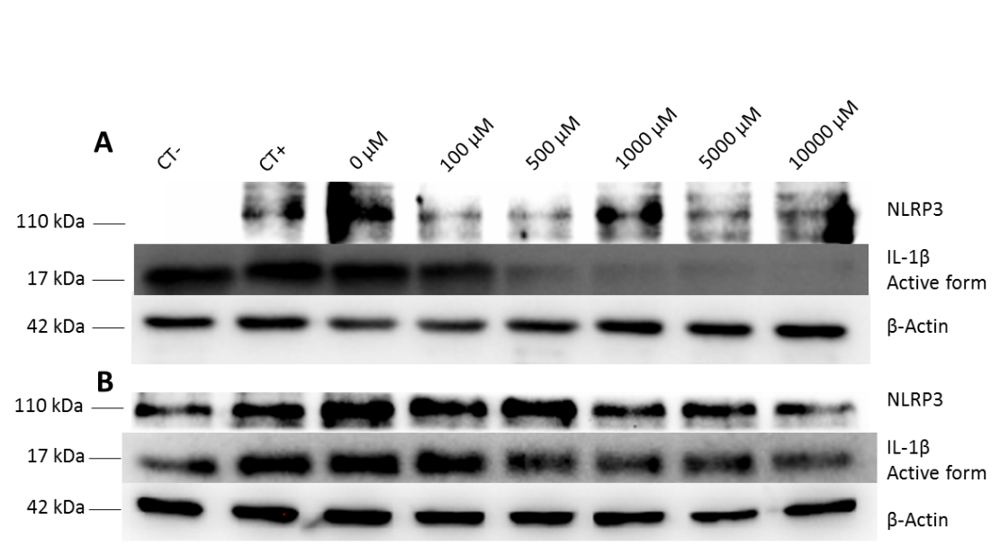 A
CT-
CT+
0 µM
100 µM
500 µM
1000 µM
5000 µM
10000 µM
110 kDa
NLRP3
17 kDa
IL-1β
Active form
42 kDa
β-Actin
B
110 kDa
NLRP3
17 kDa
IL-1β
Active form
42 kDa
β-Actin